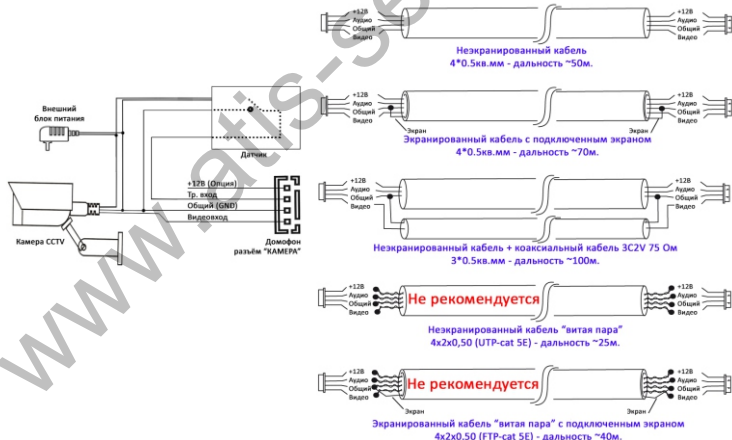 Внешний
блок питания
Датчик
+12В (Опция)
Тр. вход
Общий (GND)
Видеовход
Камера CCTV
Домофон
разъём "КАМЕРА"
+12В
Аудио
Общий
Видео
+12В
Аудио
Общий
Видео
Неэкранированный кабель
4*0.5кв.мм - дальность ~50м.
+12В
Аудио
Общий
Видео
+12В
Аудио
Общий
Видео
Экран
Экран
Экранированный кабель с подключенным экраном
4*0.5кв.мм - дальность ~70м.
+12В
Аудио
Общий
Видео
+12В
Аудио
Общий
Видео
Неэкранированный кабель + коаксиальный кабель 3C2V 75 Ом
3*0.5кв.мм - дальность ~100м.
+12В
Аудио
Общий
Видео
Не рекомендуется
+12В
Аудио
Общий
Видео
Неэкранированный кабель "витая пара"
4x2x0,50 (UTP-cat 5E) - дальность ~25м.
+12В
Аудио
Общий
Видео
Не рекомендуется
+12В
Аудио
Общий
Видео
Экран
Экран
Экранированный кабель "витая пара" с подключенным экраном
4x2x0,50 (FTP-cat 5E) - дальность ~40м.
www.atis-se